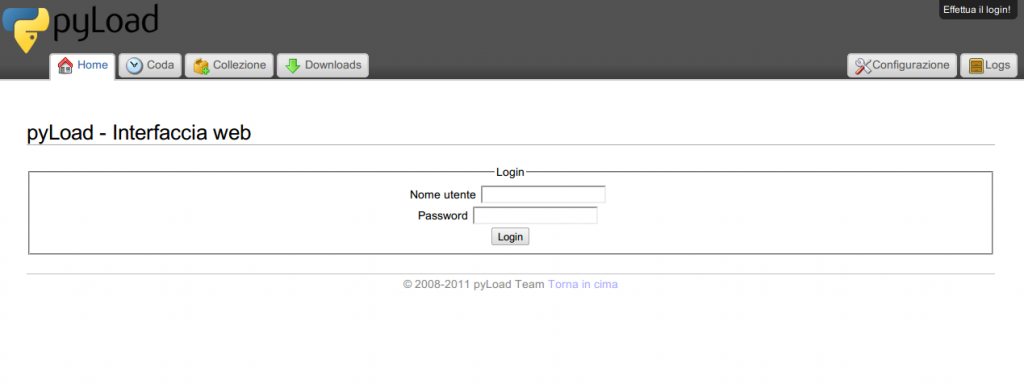 pyLoad
Effettua il login!
Home Coda Collezione Downloads Configurazione Logs
pyLoad - Interfaccia web
Login
Nome utente
Password
Login
© 2008-2011 pyLoad Team Torna in cima